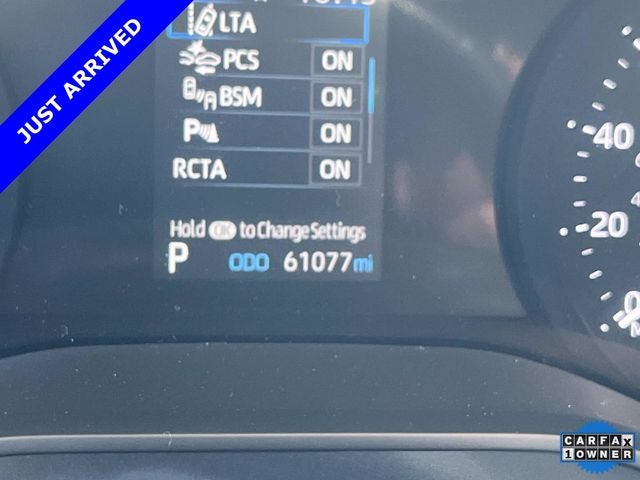 JUST ARRIVED
LTA
PCS ON
BSM ON
P ON
RCTA ON
Hold OK to Change Settings
P ODO 61077 mi
40
20
0
CARFAX
1 OWNER